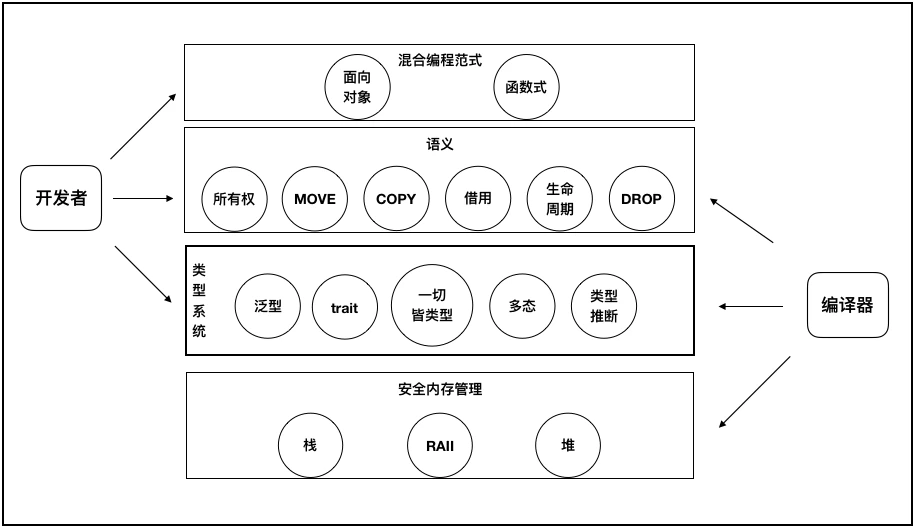 混合编程范式
面向
对象
函数式
语义
开发者
所有权
MOVE
COPY
借用
生命
周期
DROP
类
型
系
统
泛型
trait
一切
皆类型
多态
类型
推断
编译器
安全内存管理
栈
RAII
堆